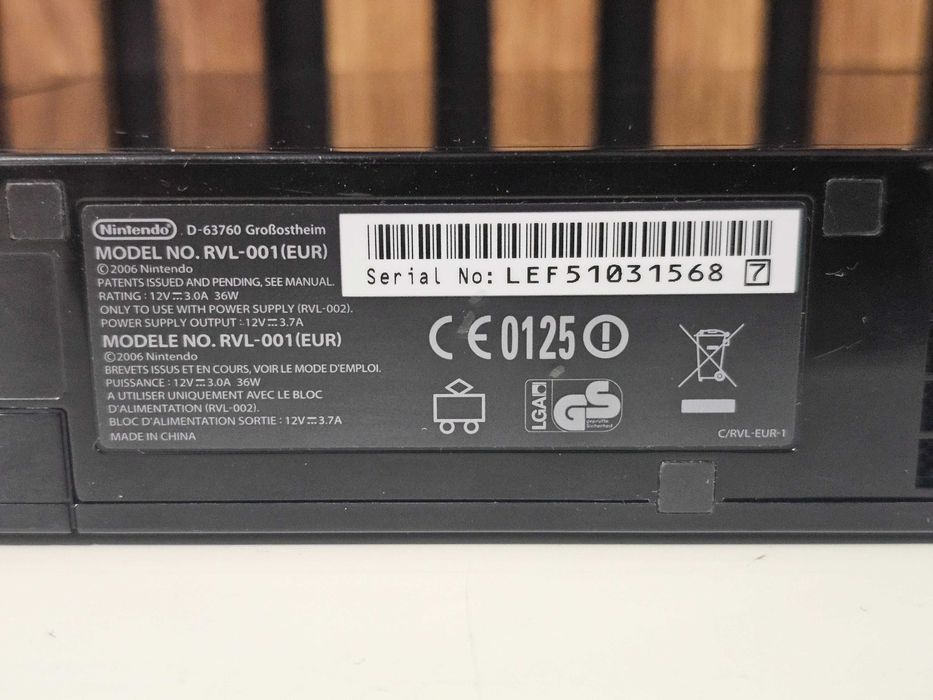 Nintendo® D-63760 Großostheim
MODEL NO. RVL-001(EUR)
©2006 Nintendo
PATENTS ISSUED AND PENDING, SEE MANUAL.
RATING : 12V⎓3.0A 36W
ONLY TO USE WITH POWER SUPPLY (RVL-002).
POWER SUPPLY OUTPUT : 12V⎓3.7A
MODELE NO. RVL-001(EUR)
©2006 Nintendo
BREVETS ISSUS ET EN COURS, VOIR LE MODE D'EMPLOI.
PUISSANCE : 12V⎓3.0A 36W
A UTILISER UNIQUEMENT AVEC LE BLOC
D'ALIMENTATION (RVL-002).
BLOC D'ALIMENTATION SORTIE : 12V⎓3.7A
MADE IN CHINA
Serial No: LEF51031568 7
CE0125
LGA
GS
geprüfte
Sicherheit
C/RVL-EUR-1